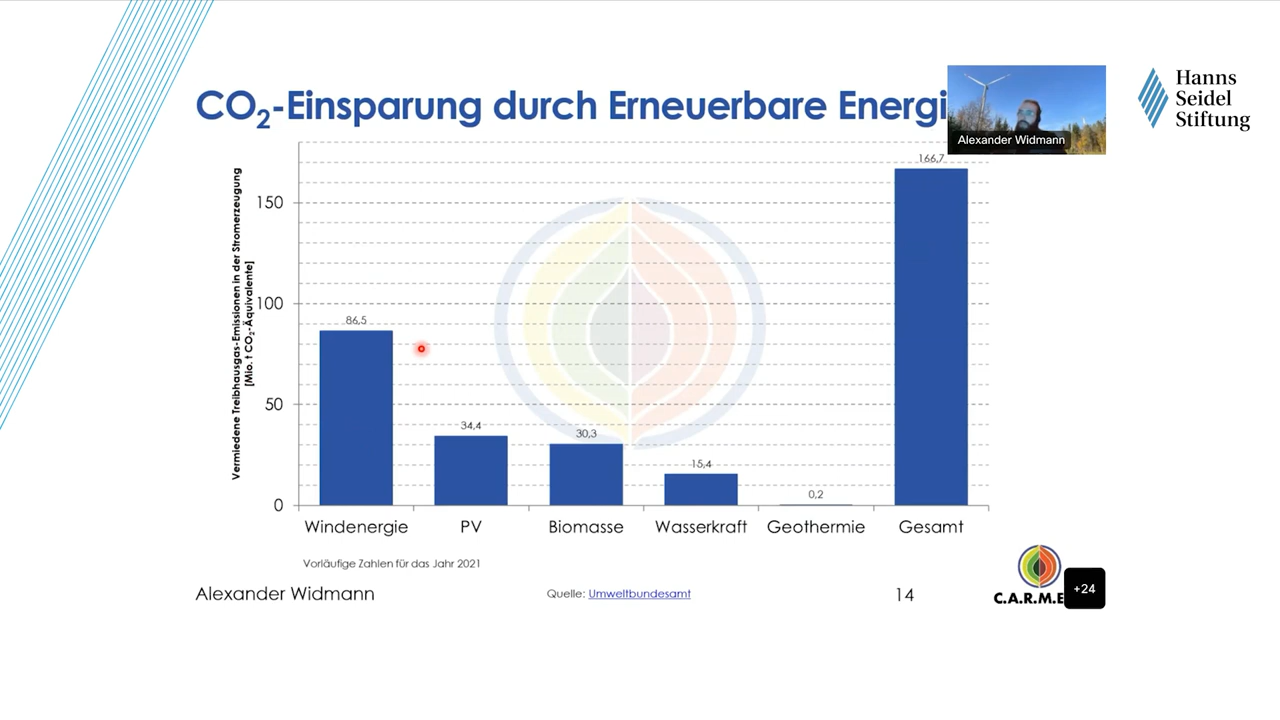 CO₂-Einsparung durch Erneuerbare Energi
Alexander Widmann
Hanns
Seidel
Stiftung
Vermiedene Treibhausgas-Emissionen in der Stromerzeugung
[Mio. t CO₂-Äquivalente]
150
100
50
0
86,5
34,4
30,3
15,4
0,2
166,7
Windenergie
PV
Biomasse
Wasserkraft
Geothermie
Gesamt
Vorläufige Zahlen für das Jahr 2021
Alexander Widmann
Quelle: Umweltbundesamt
14
C.A.R.M.E
+24